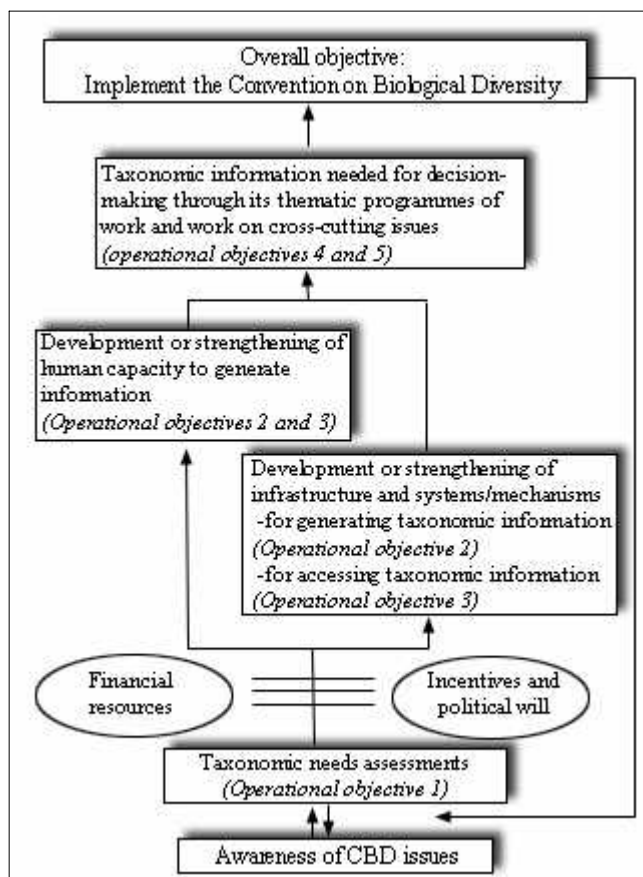 Overall objective:
Implement the Convention on Biological Diversity
Taxonomic information needed for decision-
making through its thematic programmes of
work and work on cross-cutting issues
(operational objectives 4 and 5)
Development or strengthening of
human capacity to generate
information
(Operational objectives 2 and 3)
Development or strengthening of
infrastructure and systems/mechanisms
-for generating taxonomic information
(Operational objective 2)
-for accessing taxonomic information
(Operational objective 3)
Financial
resources
Incentives and
political will
Taxonomic needs assessments
(Operational objective 1)
Awareness of CBD issues